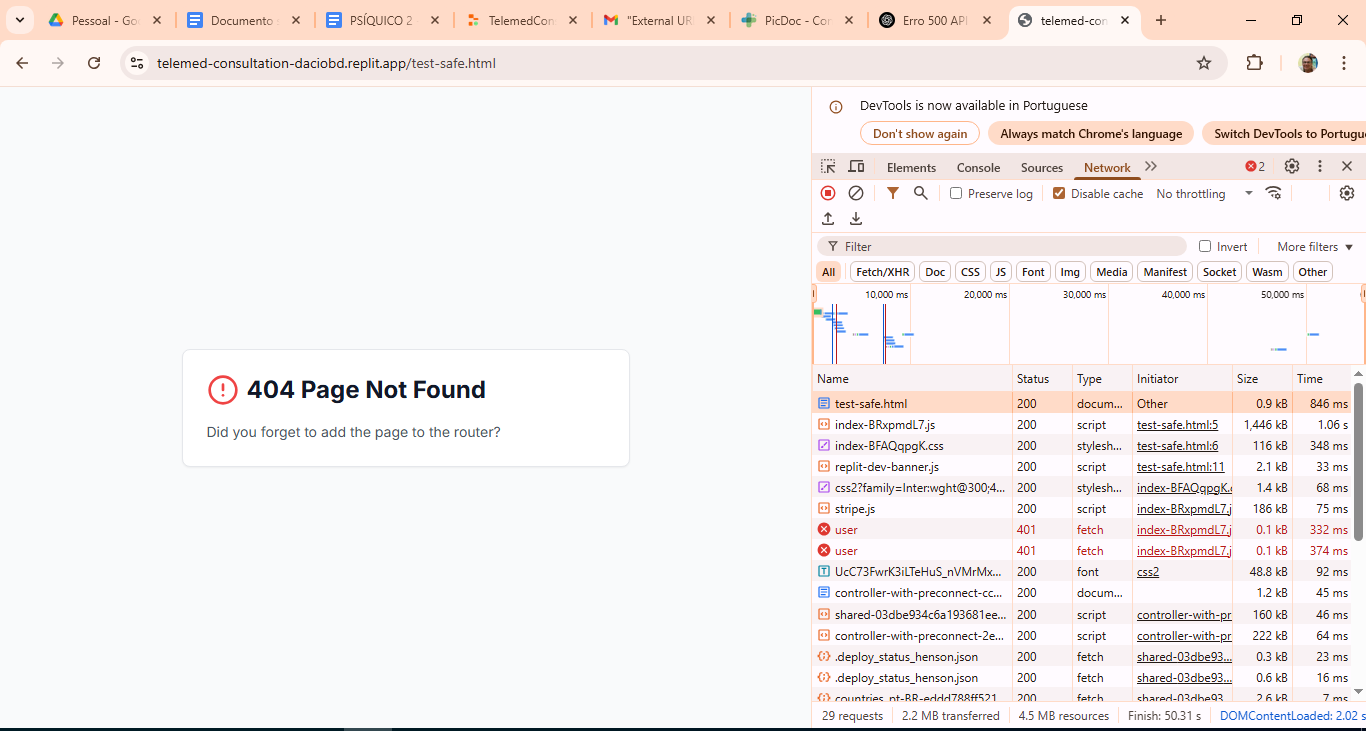 Pessoal - Goo
Documento s
PSÍQUICO 2
TelemedCons
"External UR
PicDoc - Con
Erro 500 API
telemed-con
telemed-consultation-daciobd.replit.app/test-safe.html
404 Page Not Found
Did you forget to add the page to the router?
DevTools is now available in Portuguese
Don't show again
Always match Chrome's language
Switch DevTools to Portugu
Elements Console Sources Network 2
Preserve log Disable cache No throttling
Filter Invert More filters
All Fetch/XHR Doc CSS JS Font Img Media Manifest Socket Wasm Other
10,000 ms 20,000 ms 30,000 ms 40,000 ms 50,000 ms
Name Status Type Initiator Size Time
test-safe.html 200 docum... Other 0.9 kB 846 ms
index-BRxpmdL7.js 200 script test-safe.html:5 1,446 kB 1.06 s
index-BFAQqpgK.css 200 stylesh... test-safe.html:6 116 kB 348 ms
replit-dev-banner.js 200 script test-safe.html:11 2.1 kB 33 ms
css2?family=Inter:wght@300;4... 200 stylesh... index-BFAQqpgK. 1.4 kB 68 ms
stripe.js 200 script index-BRxpmdL7.j 186 kB 75 ms
user 401 fetch index-BRxpmdL7.j 0.1 kB 332 ms
user 401 fetch index-BRxpmdL7.j 0.1 kB 374 ms
UcC73FwrK3iLTeHuS_nVMrMx... 200 font css2 48.8 kB 92 ms
controller-with-preconnect-cc... 200 docum... 1.2 kB 45 ms
shared-03dbe934c6a193681ee... 200 script controller-with-pr 160 kB 46 ms
controller-with-preconnect-2e... 200 script controller-with-pr 222 kB 64 ms
.deploy_status_henson.json 200 fetch shared-03dbe93... 0.3 kB 23 ms
.deploy_status_henson.json 200 fetch shared-03dbe93... 0.6 kB 16 ms
countries_pt-BR-eddd788ff521 200 fetch shared-03dbe93 2.6 kB 7 ms
29 requests 2.2 MB transferred 4.5 MB resources Finish: 50.31 s DOMContentLoaded: 2.02 s